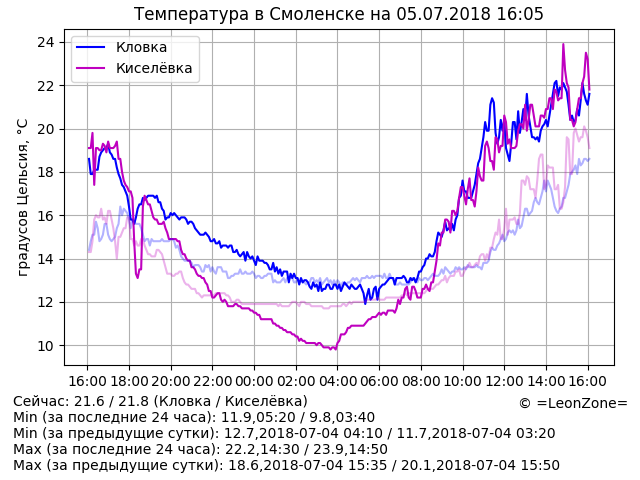 Температура в Смоленске на 05.07.2018 16:05
Кловка
Киселёвка
градусов Цельсия, °C
24
22
20
18
16
14
12
10
16:00 18:00 20:00 22:00 00:00 02:00 04:00 06:00 08:00 10:00 12:00 14:00 16:00
Сейчас: 21.6 / 21.8 (Кловка / Киселёвка)
© =LeonZone=
Min (за последние 24 часа): 11.9,05:20 / 9.8,03:40
Min (за предыдущие сутки): 12.7,2018-07-04 04:10 / 11.7,2018-07-04 03:20
Max (за последние 24 часа): 22.2,14:30 / 23.9,14:50
Max (за предыдущие сутки): 18.6,2018-07-04 15:35 / 20.1,2018-07-04 15:50